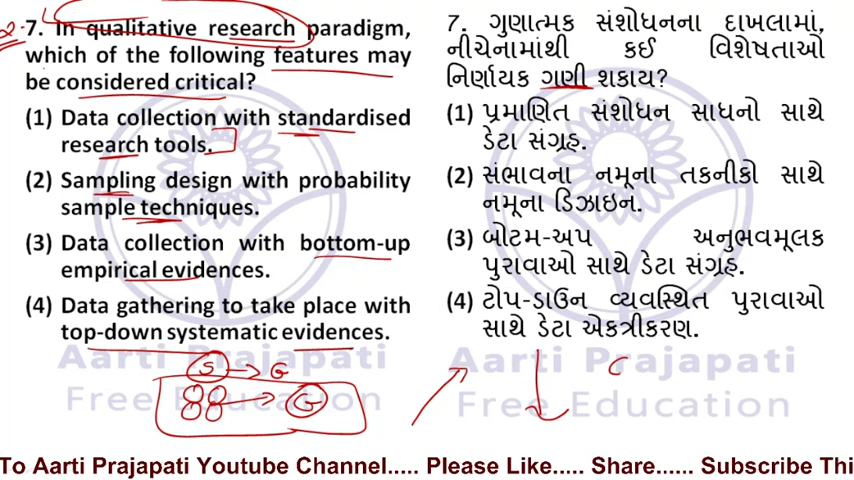 7. In qualitative research paradigm,
which of the following features may
be considered critical?
(1) Data collection with standardised
research tools.
(2) Sampling design with probability
sample techniques.
(3) Data collection with bottom-up
empirical evidences.
(4) Data gathering to take place with
top-down systematic evidences.
S → G
G
7. ગુણાત્મક સંશોધનના દાખલામાં,
નીચેનામાંથી કઈ વિશેષતાઓ
નિર્ણાયક ગણી શકાય?
(1) પ્રમાણિત સંશોધન સાધનો સાથે
ડેટા સંગ્રહ.
(2) સંભાવના નમૂના તકનીકો સાથે
નમૂના ડિઝાઇન.
(3) બોટમ-અપ અનુભવમૂલક
પુરાવાઓ સાથે ડેટા સંગ્રહ.
(4) ટોપ-ડાઉન વ્યવસ્થિત પુરાવાઓ
સાથે ડેટા એકત્રીકરણ.
Aarti Prajapati
Free Education
Aarti Prajapati
Free Education
To Aarti Prajapati Youtube Channel..... Please Like..... Share...... Subscribe Thi